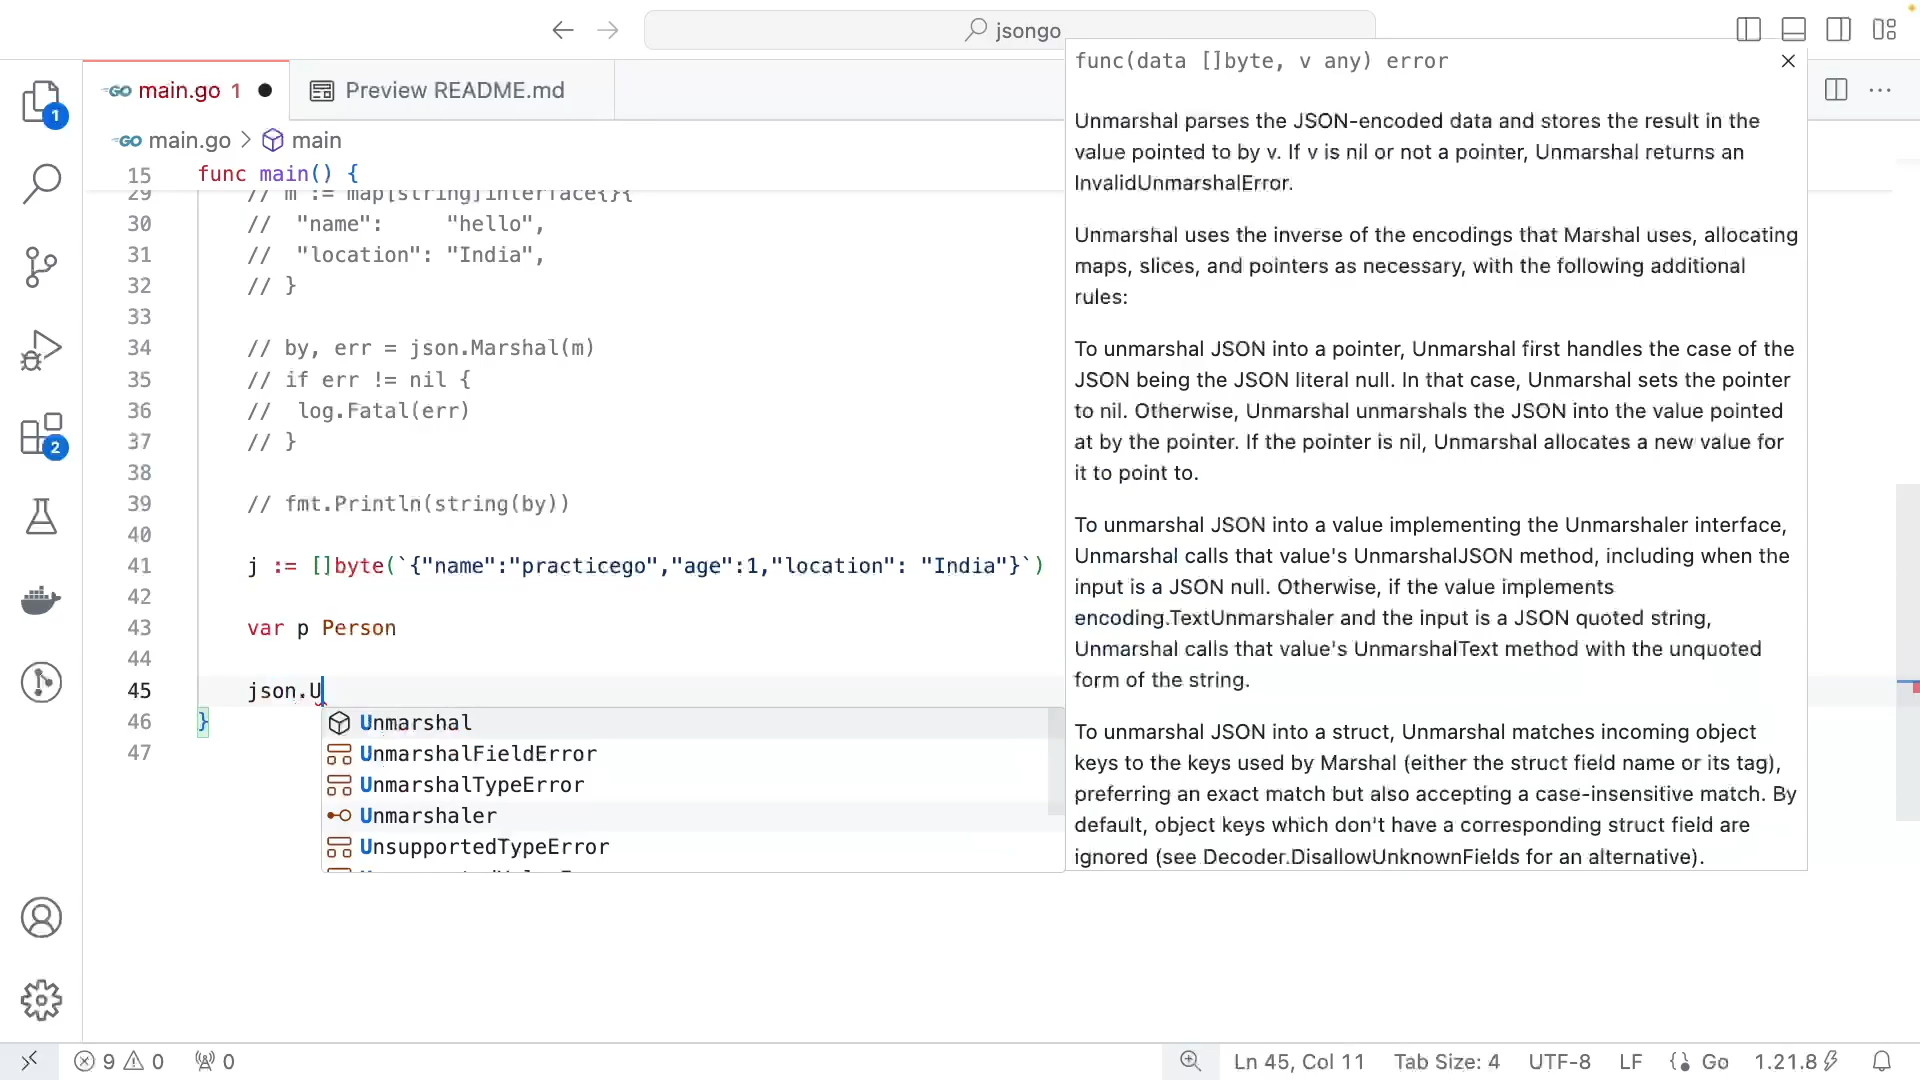 jsongo
main.go 1
Preview README.md
main.go > main
15 func main() {
29 // m := map[string]interface{}{
30 //  "name":     "hello",
31 //  "location": "India",
32 // }
33
34 // by, err = json.Marshal(m)
35 // if err != nil {
36 //  log.Fatal(err)
37 // }
38
39 // fmt.Println(string(by))
40
41 j := []byte(`{"name":"practicego","age":1,"location": "India"}`)
42
43 var p Person
44
45 json.U
46 }
47
Unmarshal
UnmarshalFieldError
UnmarshalTypeError
Unmarshaler
UnsupportedTypeError
func(data []byte, v any) error
Unmarshal parses the JSON-encoded data and stores the result in the
value pointed to by v. If v is nil or not a pointer, Unmarshal returns an
InvalidUnmarshalError.
Unmarshal uses the inverse of the encodings that Marshal uses, allocating
maps, slices, and pointers as necessary, with the following additional
rules:
To unmarshal JSON into a pointer, Unmarshal first handles the case of the
JSON being the JSON literal null. In that case, Unmarshal sets the pointer
to nil. Otherwise, Unmarshal unmarshals the JSON into the value pointed
at by the pointer. If the pointer is nil, Unmarshal allocates a new value for
it to point to.
To unmarshal JSON into a value implementing the Unmarshaler interface,
Unmarshal calls that value's UnmarshalJSON method, including when the
input is a JSON null. Otherwise, if the value implements
encoding.TextUnmarshaler and the input is a JSON quoted string,
Unmarshal calls that value's UnmarshalText method with the unquoted
form of the string.
To unmarshal JSON into a struct, Unmarshal matches incoming object
keys to the keys used by Marshal (either the struct field name or its tag),
preferring an exact match but also accepting a case-insensitive match. By
default, object keys which don't have a corresponding struct field are
ignored (see Decoder.DisallowUnknownFields for an alternative).
1
2
9 0 0 Ln 45, Col 11 Tab Size: 4 UTF-8 LF Go 1.21.8